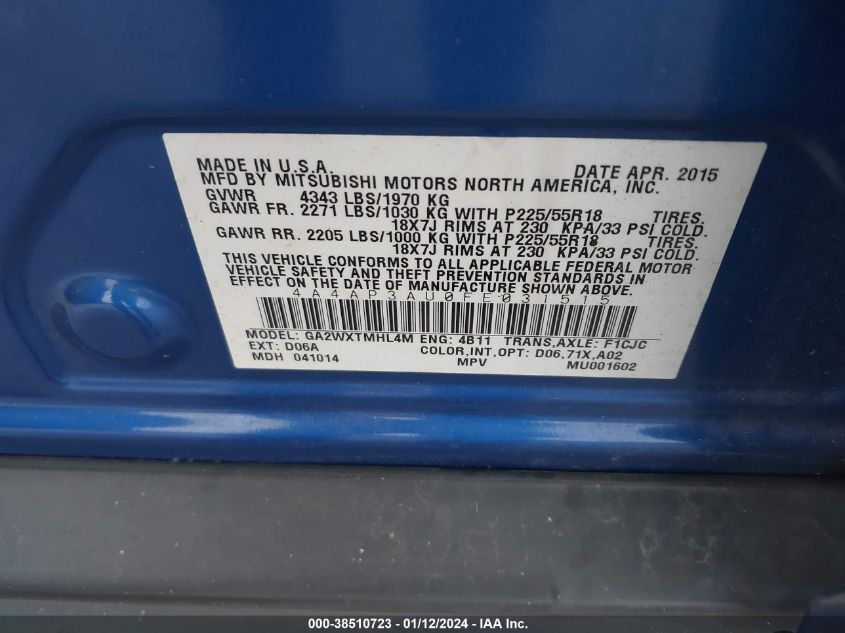 MADE IN U.S.A. DATE APR. 2015
MFD BY MITSUBISHI MOTORS NORTH AMERICA, INC.
GVWR 4343 LBS/1970 KG
GAWR FR. 2271 LBS/1030 KG WITH P225/55R18 TIRES.
18X7J RIMS AT 230 KPA/33 PSI COLD.
GAWR RR. 2205 LBS/1000 KG WITH P225/55R18 TIRES.
18X7J RIMS AT 230 KPA/33 PSI COLD.
THIS VEHICLE CONFORMS TO ALL APPLICABLE FEDERAL MOTOR
VEHICLE SAFETY AND THEFT PREVENTION STANDARDS IN
EFFECT ON THE DATE OF MANUFACTURE SHOWN ABOVE.
4A4AP3AU0FE031515
MODEL: GA2WXTMHL4M ENG: 4B11 TRANS,AXLE: F1CJC
EXT: D06A COLOR,INT,OPT: D06,71X,A02
MDH 041014 MPV MU001602
000-38510723 - 01/12/2024 - IAA Inc.